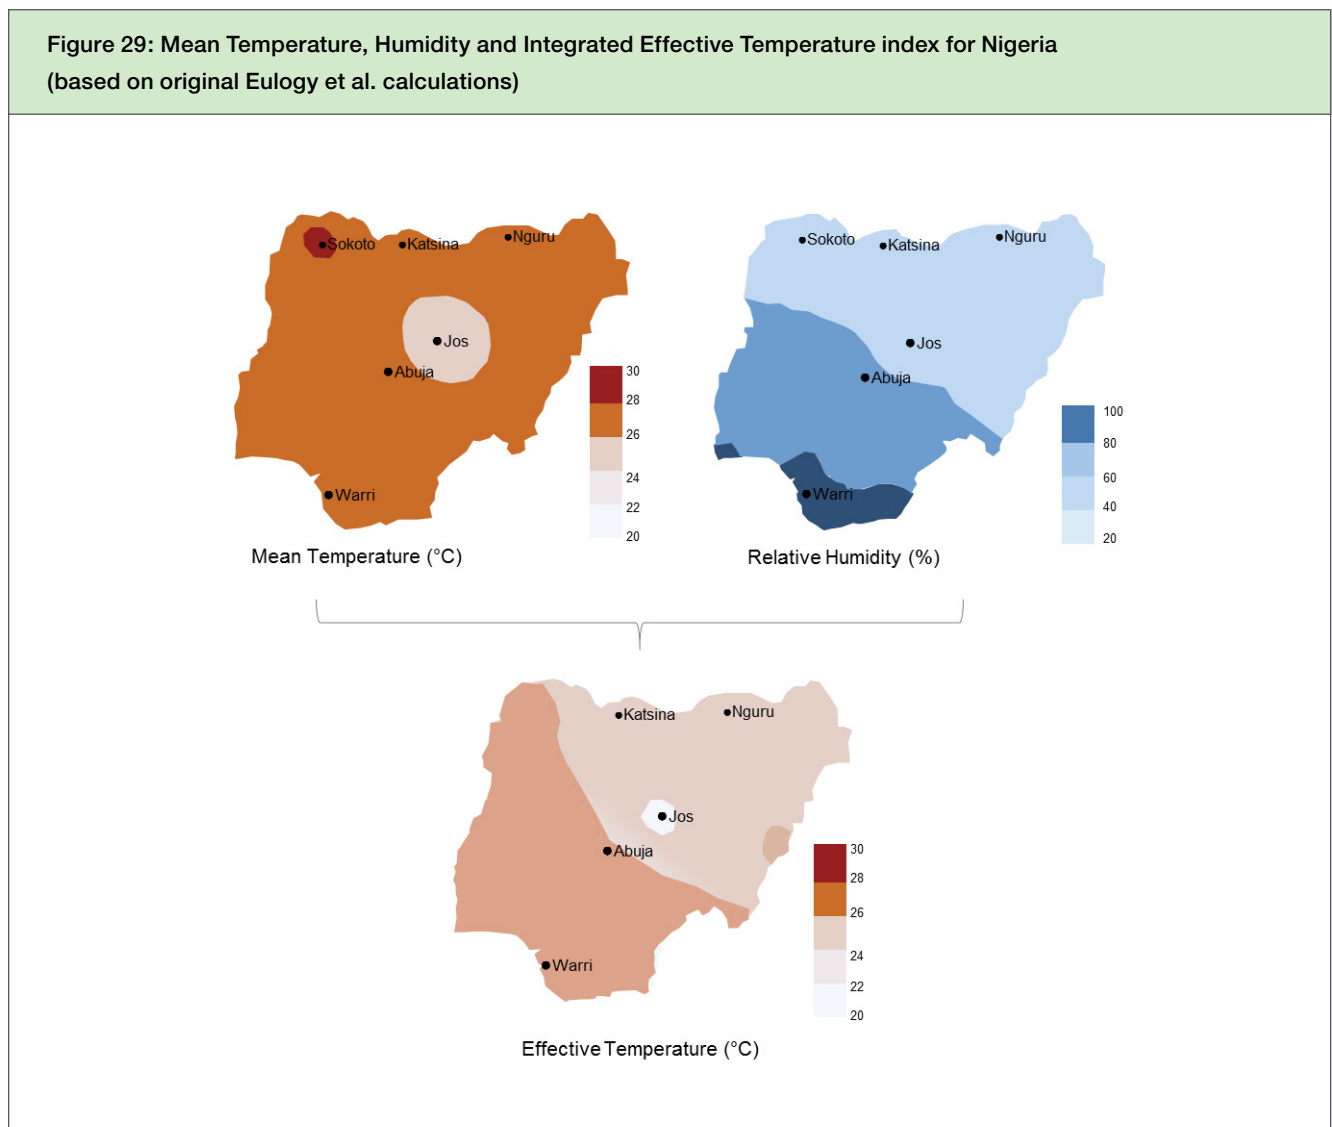 Figure 29: Mean Temperature, Humidity and Integrated Effective Temperature index for Nigeria
(based on original Eulogy et al. calculations)
Sokoto
Katsina
Nguru
Jos
Abuja
Warri
30
28
26
24
22
20
Mean Temperature (°C)
Sokoto
Katsina
Nguru
Jos
Abuja
Warri
100
80
60
40
20
Relative Humidity (%)
Katsina
Nguru
Jos
Abuja
Warri
30
28
26
24
22
20
Effective Temperature (°C)